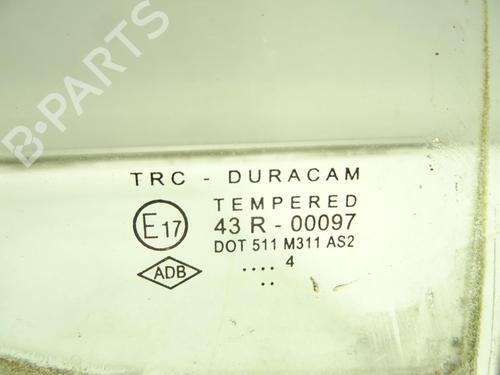 B-PARTS
TRC - DURACAM
TEMPERED
E17 43 R - 00097
DOT 511 M311 AS2
ADB .... 4
..